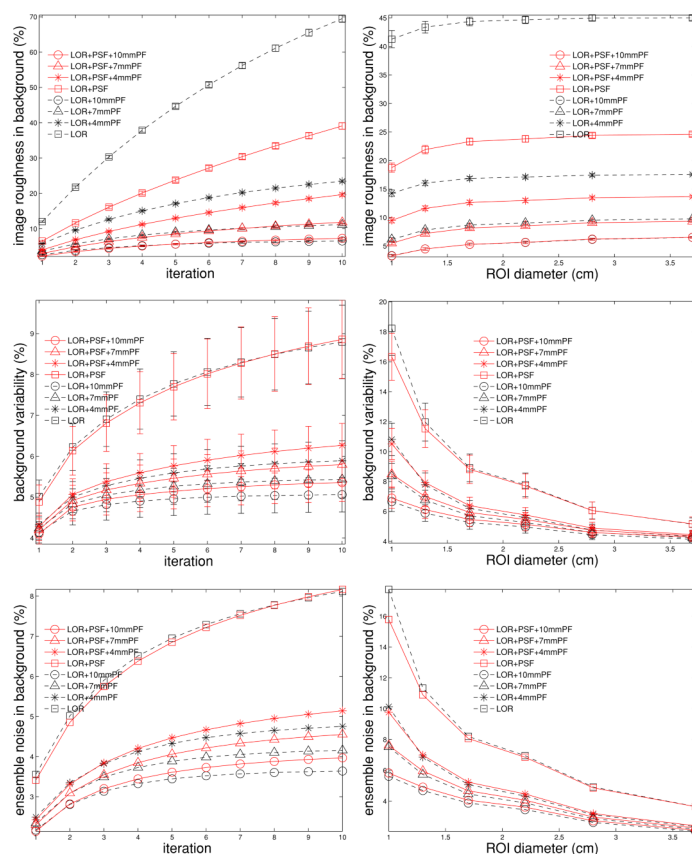 70
60
50
40
30
20
10
LOR+PSF+10mmPF
LOR+PSF+7mmPF
LOR+PSF+4mmPF
LOR+PSF
LOR+10mmPF
LOR+7mmPF
LOR+4mmPF
LOR
1 2 3 4 5 6 7 8 9 10
iteration
image roughness in background (%)
45
40
35
30
25
20
15
10
5
LOR+PSF+10mmPF
LOR+PSF+7mmPF
LOR+PSF+4mmPF
LOR+PSF
LOR+10mmPF
LOR+7mmPF
LOR+4mmPF
LOR
1 1.5 2 2.5 3 3.5
ROI diameter (cm)
image roughness in background (%)
9
8
7
6
5
4
LOR+PSF+10mmPF
LOR+PSF+7mmPF
LOR+PSF+4mmPF
LOR+PSF
LOR+10mmPF
LOR+7mmPF
LOR+4mmPF
LOR
1 2 3 4 5 6 7 8 9 10
iteration
background variability (%)
20
18
16
14
12
10
8
6
4
LOR+PSF+10mmPF
LOR+PSF+7mmPF
LOR+PSF+4mmPF
LOR+PSF
LOR+10mmPF
LOR+7mmPF
LOR+4mmPF
LOR
1 1.5 2 2.5 3 3.5
ROI diameter (cm)
background variability (%)
8
7
6
5
4
3
LOR+PSF+10mmPF
LOR+PSF+7mmPF
LOR+PSF+4mmPF
LOR+PSF
LOR+10mmPF
LOR+7mmPF
LOR+4mmPF
LOR
1 2 3 4 5 6 7 8 9 10
iteration
ensemble noise in background (%)
16
14
12
10
8
6
4
LOR+PSF+10mmPF
LOR+PSF+7mmPF
LOR+PSF+4mmPF
LOR+PSF
LOR+10mmPF
LOR+7mmPF
LOR+4mmPF
LOR
1 1.5 2 2.5 3 3.5
ROI diameter (cm)
ensemble noise in background (%)